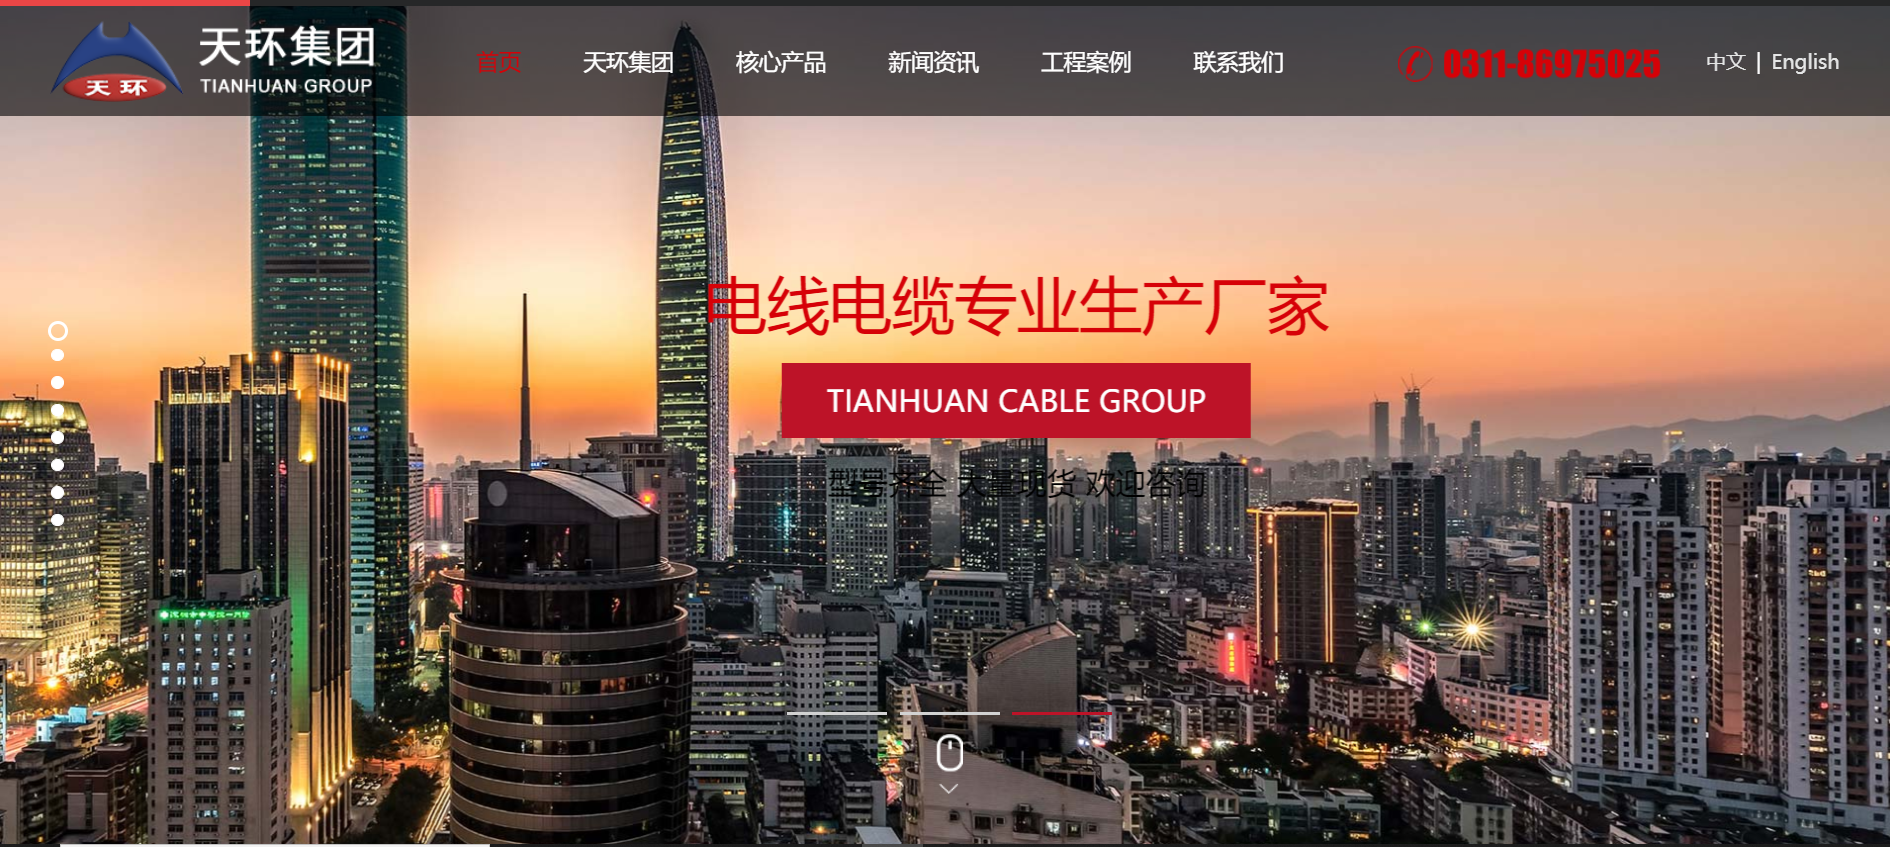 天环集团
TIANHUAN GROUP
天环
首页 天环集团 核心产品 新闻资讯 工程案例 联系我们
0311-86975025
中文 | English
电线电缆专业生产厂家
TIANHUAN CABLE GROUP
型号齐全 大量现货 欢迎咨询